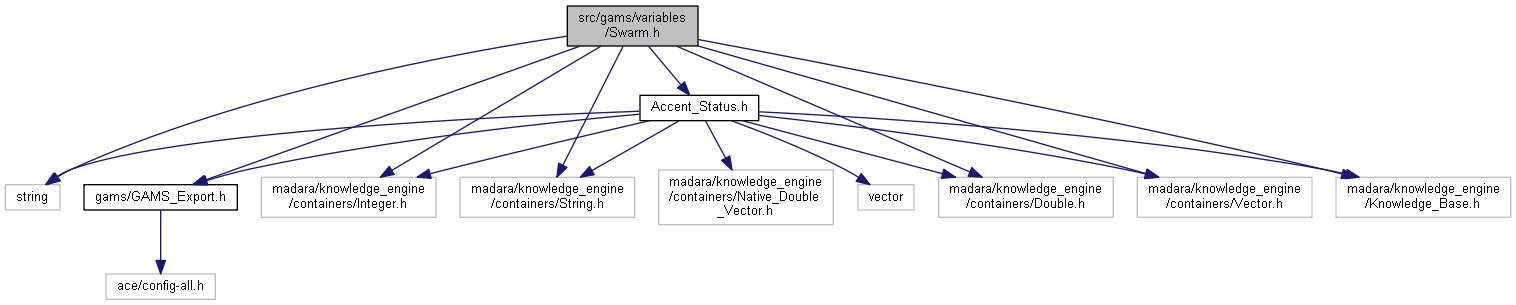 src/gams/variables
/Swarm.h
Accent_Status.h
string
gams/GAMS_Export.h
madara/knowledge_engine
/containers/Integer.h
madara/knowledge_engine
/containers/String.h
madara/knowledge_engine
/containers/Native_Double
_Vector.h
vector
madara/knowledge_engine
/containers/Double.h
madara/knowledge_engine
/containers/Vector.h
madara/knowledge_engine
/Knowledge_Base.h
ace/config-all.h